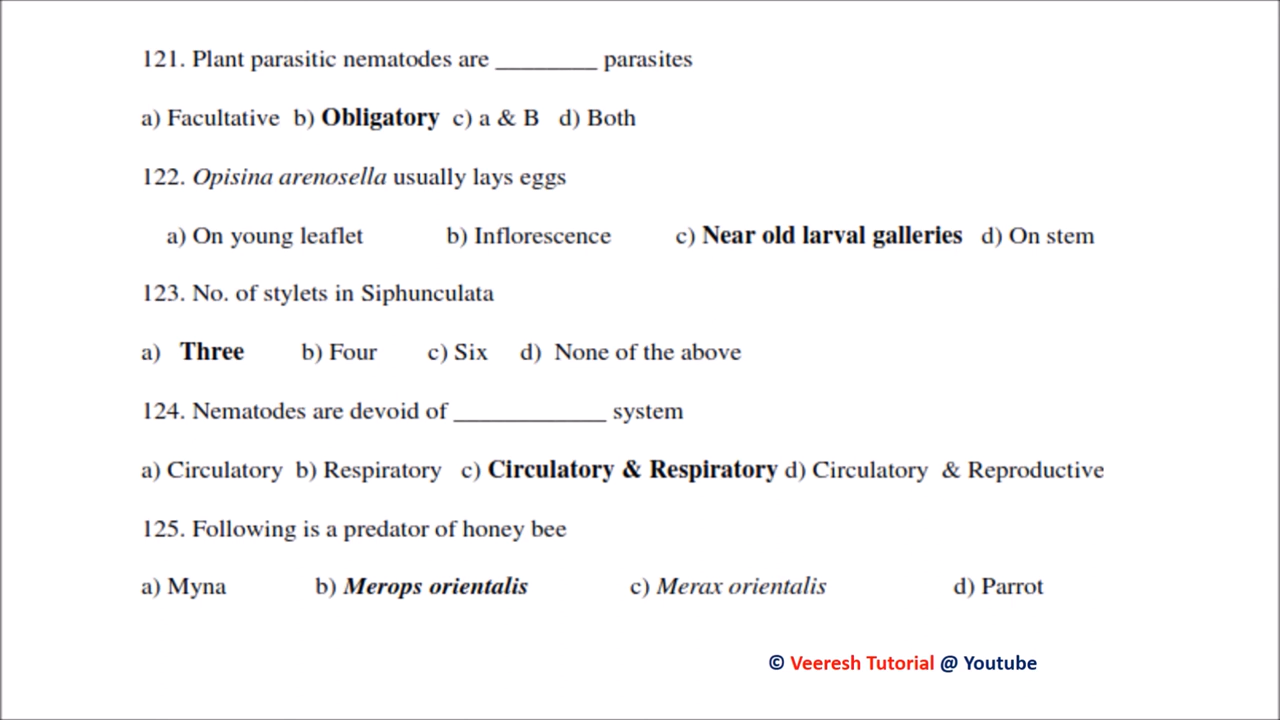 121. Plant parasitic nematodes are ________ parasites
a) Facultative b) Obligatory c) a & B d) Both
122. Opisina arenosella usually lays eggs
a) On young leaflet b) Inflorescence c) Near old larval galleries d) On stem
123. No. of stylets in Siphunculata
a) Three b) Four c) Six d) None of the above
124. Nematodes are devoid of ____________ system
a) Circulatory b) Respiratory c) Circulatory & Respiratory d) Circulatory & Reproductive
125. Following is a predator of honey bee
a) Myna b) Merops orientalis c) Merax orientalis d) Parrot
© Veeresh Tutorial @ Youtube